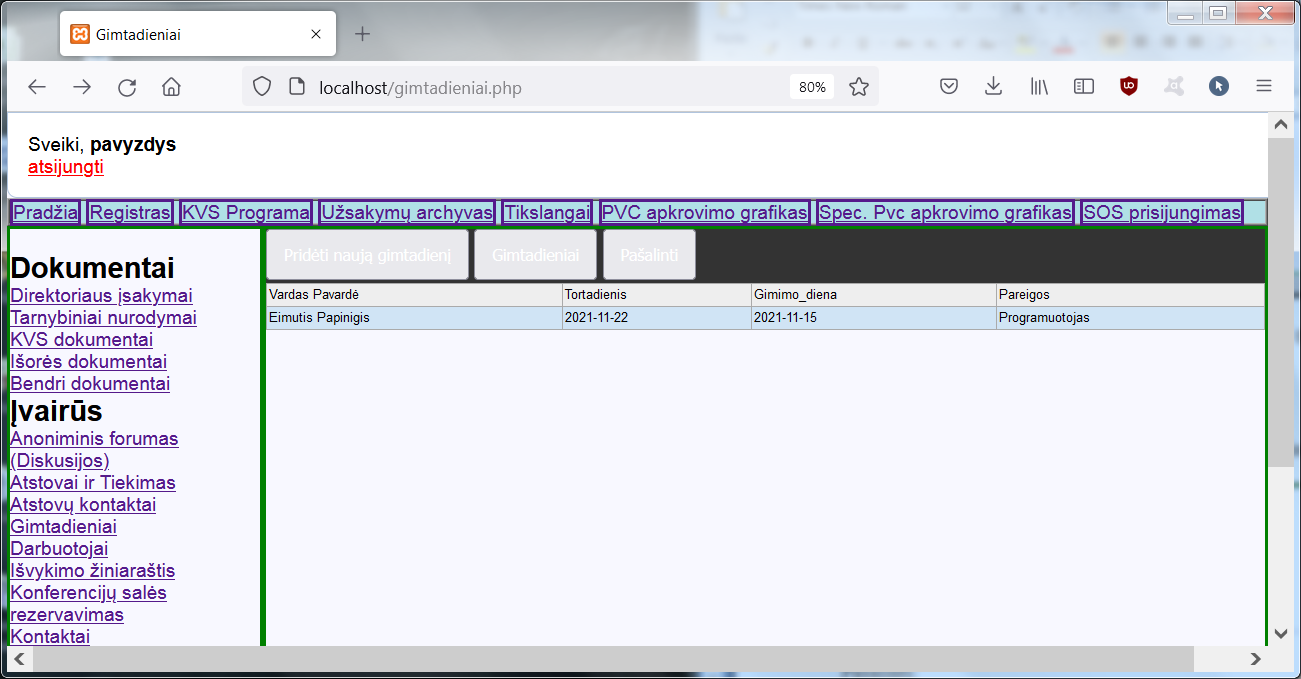 Gimtadieniai
localhost/gimtadieniai.php
80%
Sveiki, pavyzdys
atsijungti
Pradžia Registras KVS Programa Užsakymų archyvas Tikslangai PVC apkrovimo grafikas Spec. Pvc apkrovimo grafikas SOS prisijungimas
Dokumentai
Direktoriaus įsakymai
Tarnybiniai nurodymai
KVS dokumentai
Išorės dokumentai
Bendri dokumentai
Įvairūs
Anoniminis forumas
(Diskusijos)
Atstovai ir Tiekimas
Atstovų kontaktai
Gimtadieniai
Darbuotojai
Išvykimo žiniaraštis
Konferencijų salės
rezervavimas
Kontaktai
Pridėti naują gimtadienį Gimtadieniai Pašalinti
Vardas Pavardė Tortadienis Gimimo_diena Pareigos
Eimutis Papinigis 2021-11-22 2021-11-15 Programuotojas